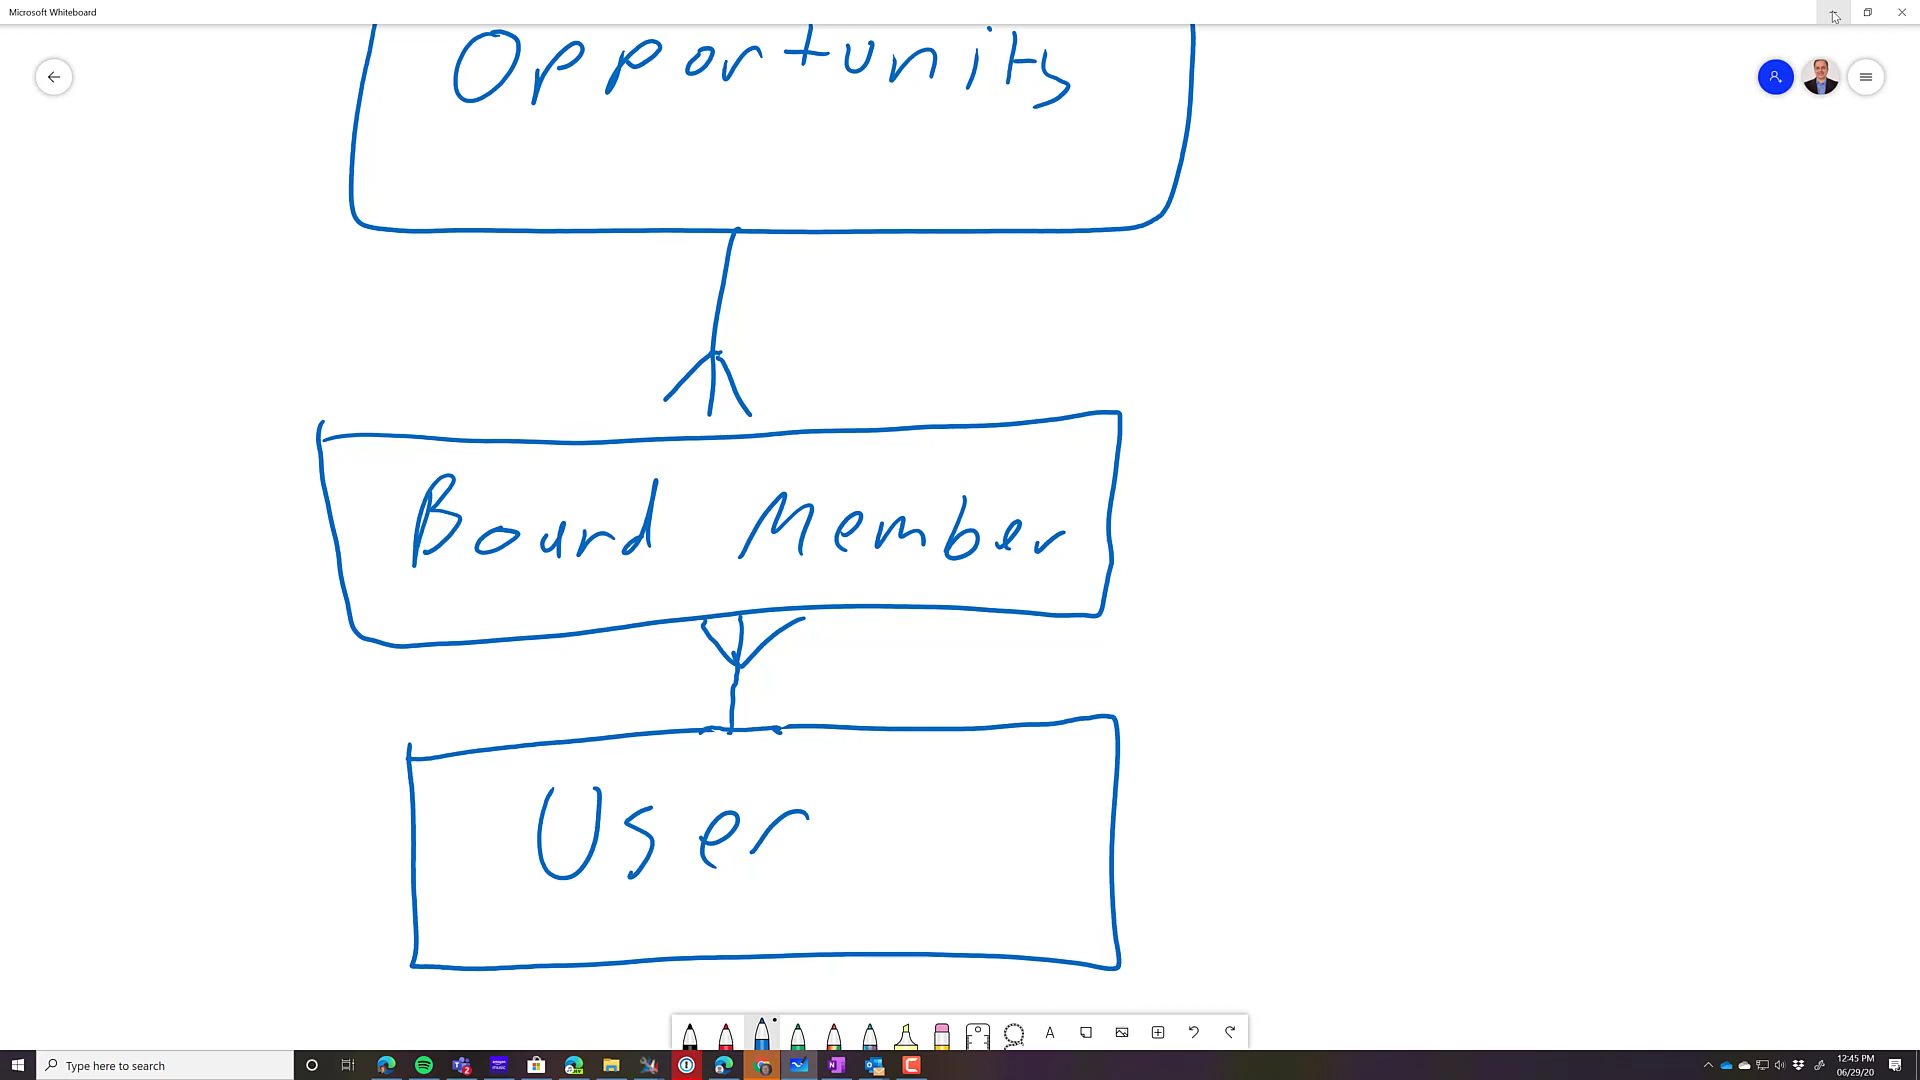 Microsoft Whiteboard
Opportunity
Board Member
User
A
Type here to search
12:45 PM
06/29/20